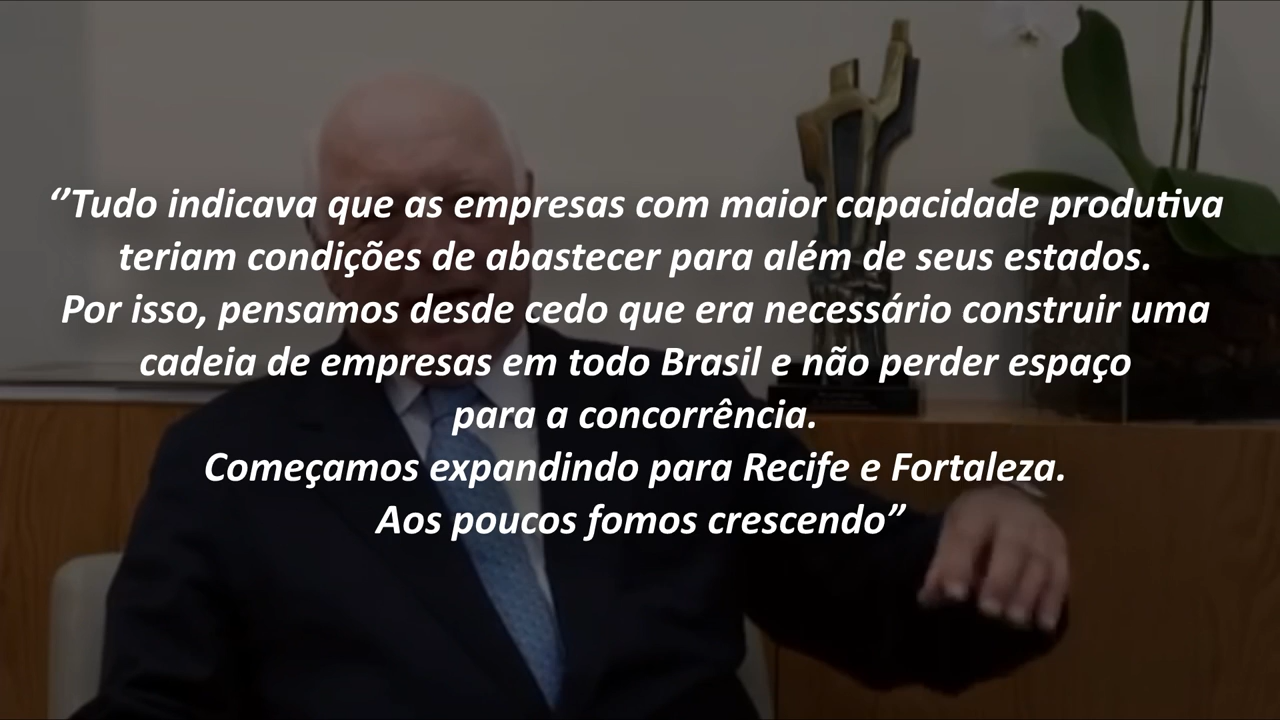 “Tudo indicava que as empresas com maior capacidade produtiva
teriam condições de abastecer para além de seus estados.
Por isso, pensamos desde cedo que era necessário construir uma
cadeia de empresas em todo Brasil e não perder espaço
para a concorrência.
Começamos expandindo para Recife e Fortaleza.
Aos poucos fomos crescendo”